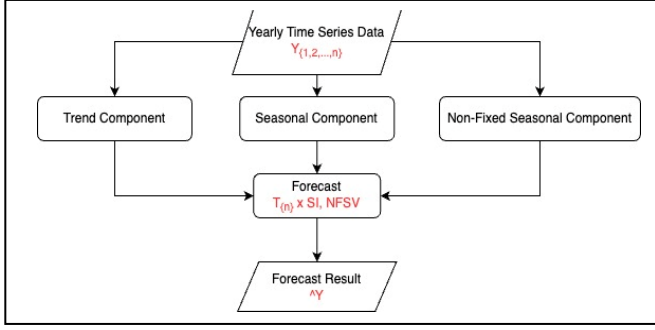 Yearly Time Series Data
Y{1,2,...,n}
Trend Component
Seasonal Component
Non-Fixed Seasonal Component
Forecast
T{n} x SI, NFSV
Forecast Result
^Y